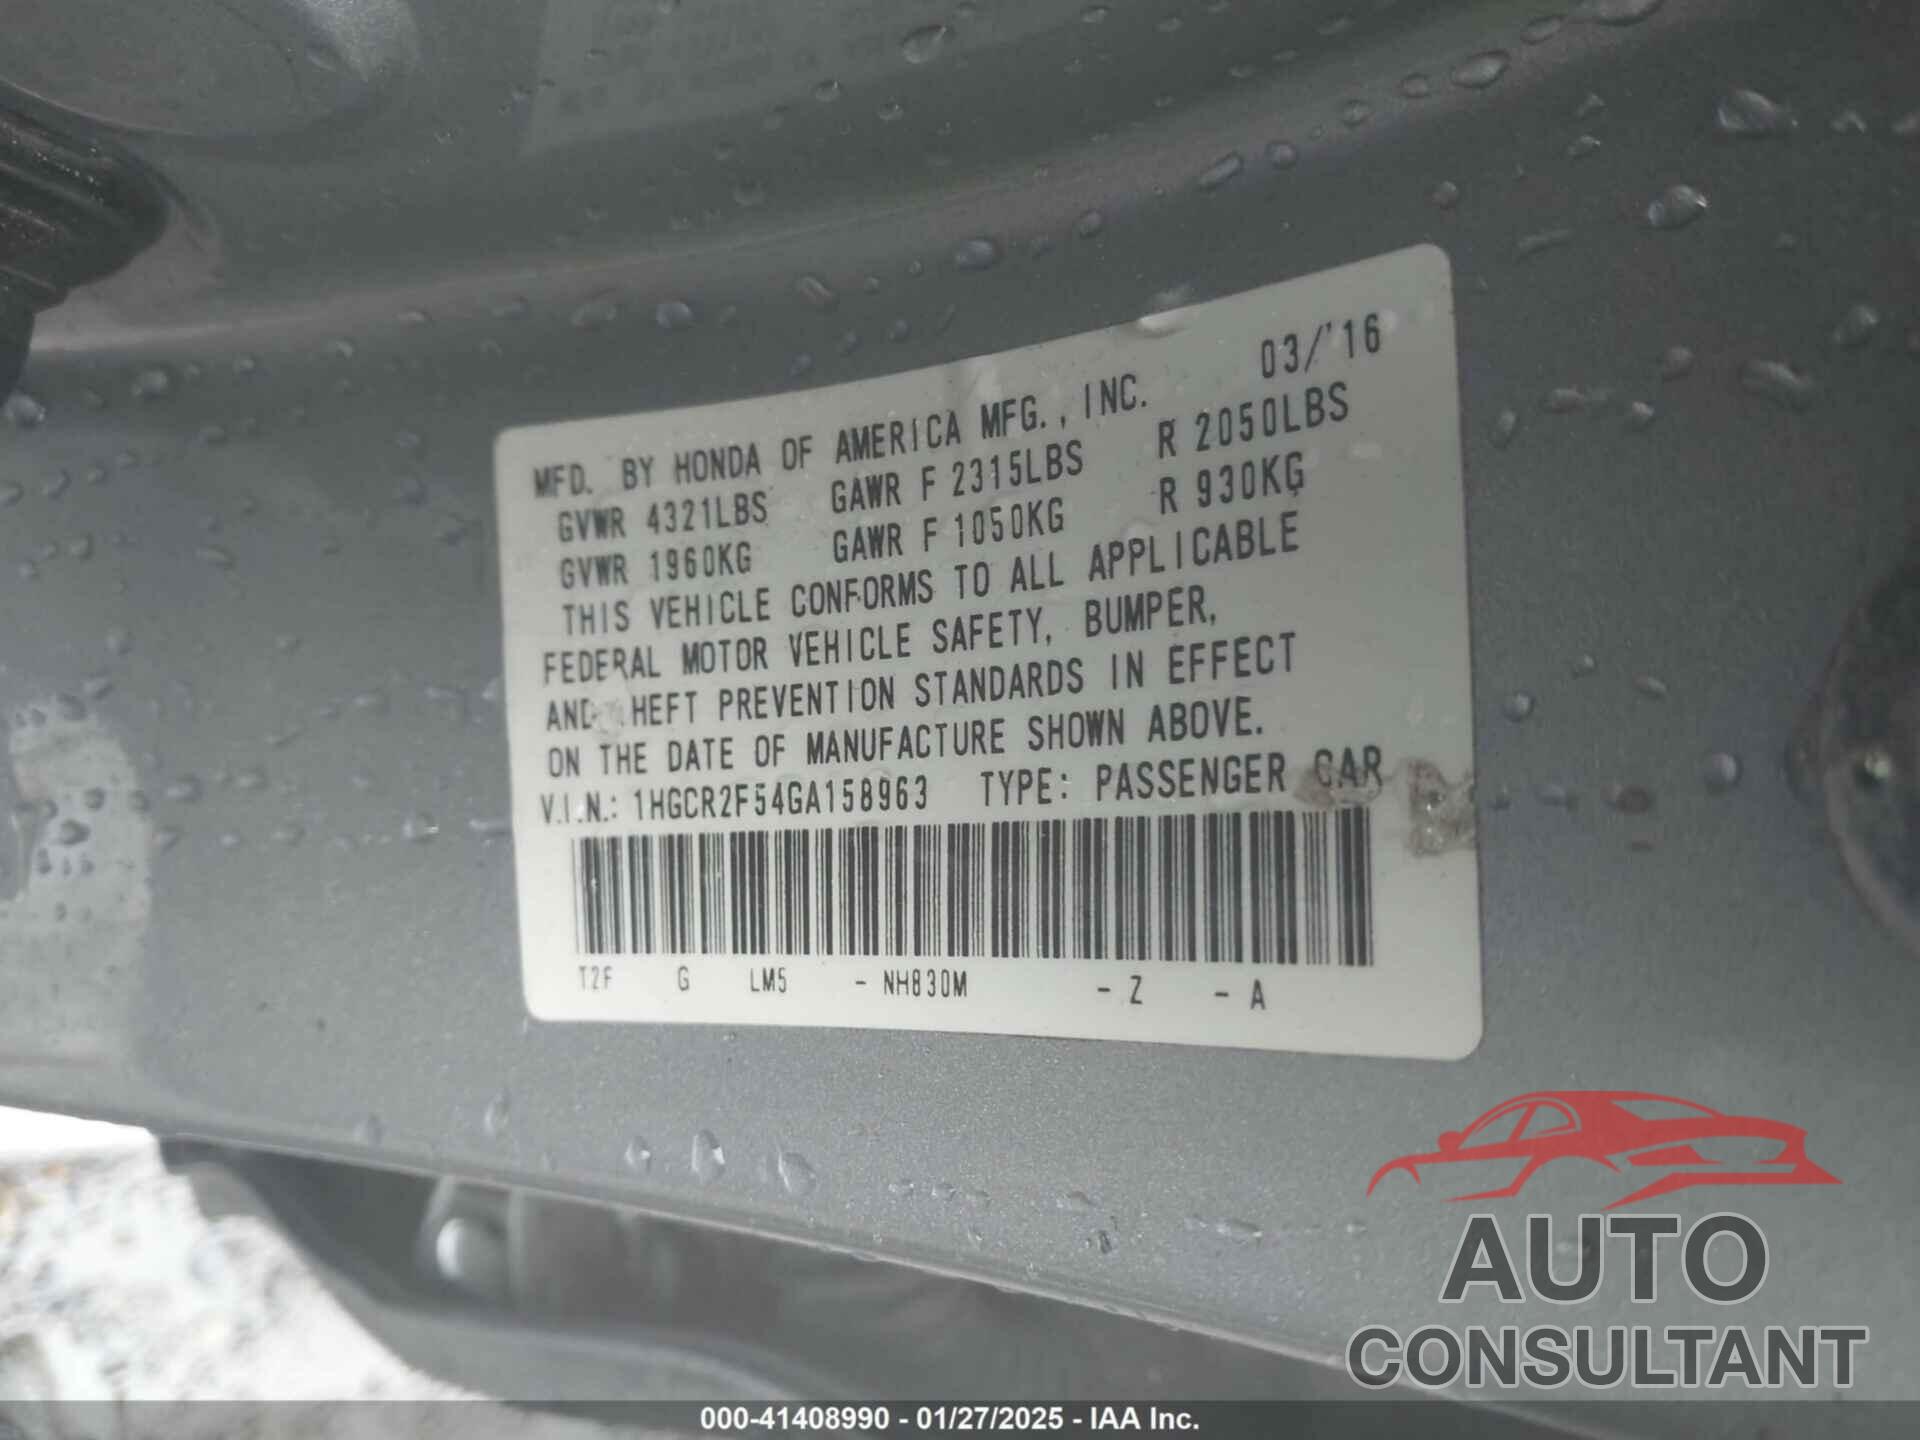 03/'16
MFD. BY HONDA OF AMERICA MFG., INC.
GVWR 4321LBS GAWR F 2315LBS R 2050LBS
GVWR 1960KG GAWR F 1050KG R 930KG
THIS VEHICLE CONFORMS TO ALL APPLICABLE
FEDERAL MOTOR VEHICLE SAFETY, BUMPER,
AND THEFT PREVENTION STANDARDS IN EFFECT
ON THE DATE OF MANUFACTURE SHOWN ABOVE.
V.I.N.: 1HGCR2F54GA158963 TYPE: PASSENGER CAR
T2F G LM5 - NH830M - Z - A
AUTO
CONSULTANT
000-41408990 - 01/27/2025 - IAA Inc.